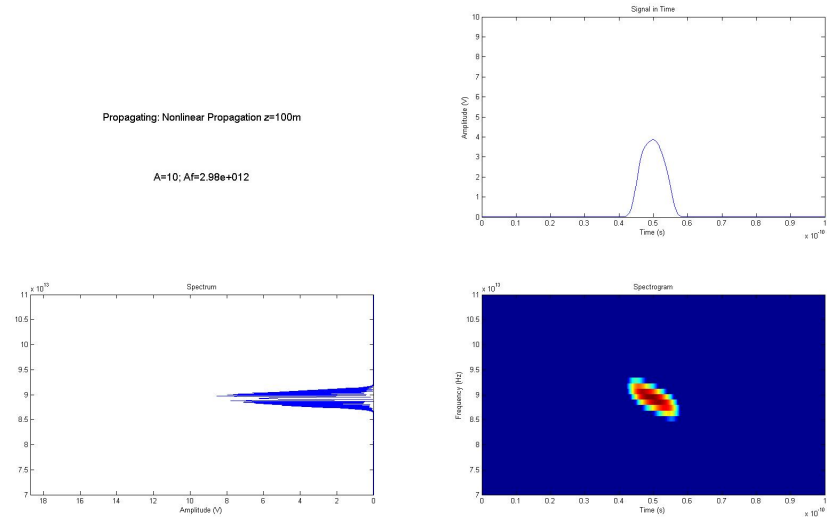 Signal in Time
10
9
8
7
6
5
4
3
2
1
0
Amplitude (V)
0 0.1 0.2 0.3 0.4 0.5 0.6 0.7 0.8 0.9 1
Time (s)
x 10^-10
Propagating: Nonlinear Propagation z=100m
A=10; Af=2.98e+012
Spectrum
x 10^13
11
10.5
10
9.5
9
8.5
8
7.5
7
18 16 14 12 10 8 6 4 2 0
Amplitude (V)
Spectrogram
x 10^13
11
10.5
10
9.5
9
8.5
8
7.5
7
Frequency (Hz)
0 0.1 0.2 0.3 0.4 0.5 0.6 0.7 0.8 0.9 1
Time (s)
x 10^-10